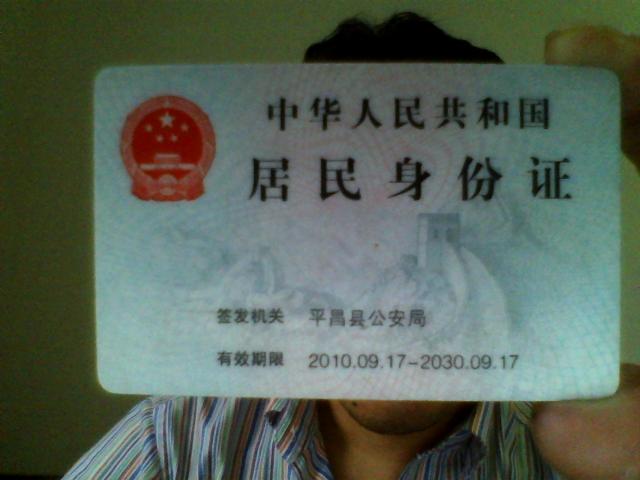 中华人民共和国
居民身份证
签发机关 平昌县公安局
有效期限 2010.09.17-2030.09.17